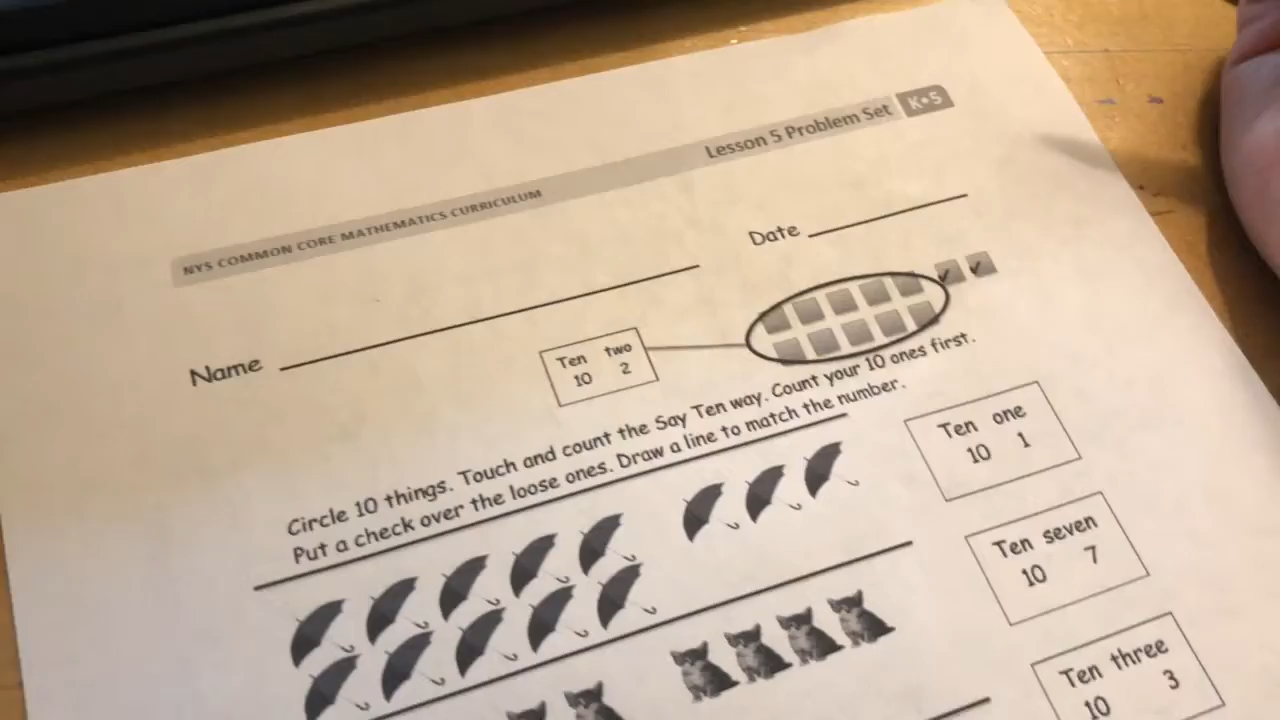 NYS COMMON CORE MATHEMATICS CURRICULUM
Lesson 5 Problem Set
K•5
Name
Date
Ten two
10 2
Circle 10 things. Touch and count the Say Ten way. Count your 10 ones first.
Put a check over the loose ones. Draw a line to match the number.
Ten one
10 1
Ten seven
10 7
Ten three
10 3